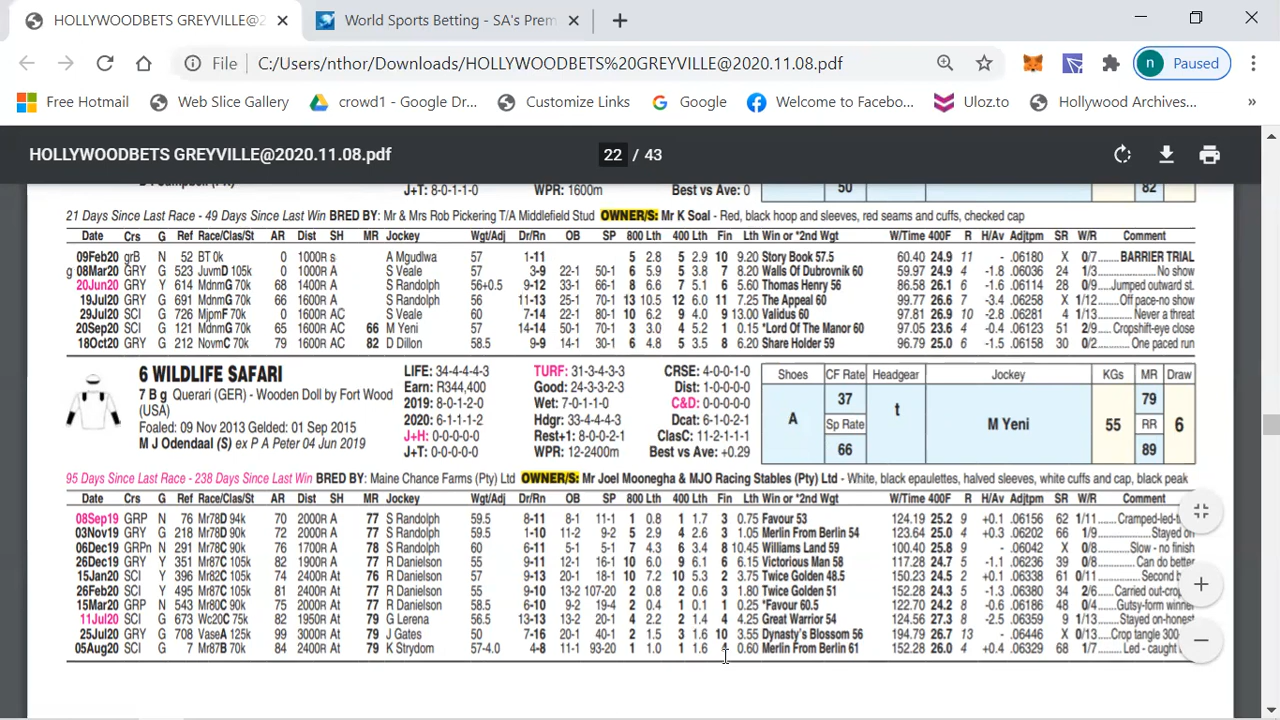 HOLLYWOODBETS GREYVILLE@2
World Sports Betting - SA's Prem
File C:/Users/nthor/Downloads/HOLLYWOODBETS%20GREYVILLE@2020.11.08.pdf n Paused
Free Hotmail Web Slice Gallery crowd1 - Google Dr... Customize Links Google Welcome to Faceb... Uloz.to Hollywood Archives... »
HOLLYWOODBETS GREYVILLE@2020.11.08.pdf 22 / 43
J+T: 8-0-1-1-0 WPR: 1600m Best vs Ave: 0 50 82
21 Days Since Last Race - 49 Days Since Last Win BRED BY: Mr & Mrs Rob Pickering T/A Middlefield Stud OWNER/S: Mr K Soal - Red, black hoop and sleeves, red seams and cuffs, checked cap
Date Crs G Ref Race/Clas/St AR Dist SH MR Jockey Wgt/Adj Dr/Rn OB SP 800 Lth 400 Lth Fin Lth Win or *2nd Wgt W/Time 400F R H/Av Adjtpm SR W/R Comment
09Feb20 grB N 52 BT 0k 0 1000R s A Mgudlwa 57 1-11 5 2.8 5 2.9 10 9.20 Story Book 57.5 60.40 24.9 11 - .06180 X 0/7 BARRIER TRIAL
g 08Mar20 GRY G 523 JuvmD 105k 0 1000R A S Veale 57 3-9 22-1 50-1 6 5.9 5 3.8 7 6.20 Walls Of Dubrovnik 60 59.97 24.9 4 -1.8 .06036 24 1/3 No show
20Jun20 GRY Y 614 MdnmG 70k 68 1400R A S Randolph 56+0.5 9-12 33-1 66-1 8 6.6 7 5.1 6 5.60 Thomas Henry 56 86.58 26.1 6 -1.6 .06114 28 0/9 Jumped outward st.
19Jul20 GRY G 691 MdnmG 70k 66 1600R A S Randolph 56 11-13 25-1 70-1 13 10.5 12 6.0 11 7.25 The Appeal 60 99.77 26.6 7 -3.4 .06258 X 1/12 Off pace-no show
29Jul20 SCI G 726 MjpmF 70k 0 1600R AC S Veale 60 7-14 22-1 80-1 10 6.2 9 4.0 9 13.00 Validus 60 97.81 26.9 10 -2.8 .06281 4 1/13 Never a threat
20Sep20 SCI G 121 MdnmG 70k 65 1600R AC 66 M Yeni 57 14-14 50-1 70-1 3 3.0 4 5.2 1 0.15 *Lord Of The Manor 60 97.05 23.6 4 -0.4 .06123 51 2/9 Cropshift-eye close
18Oct20 GRY G 212 NovmC 70k 79 1600R AC 82 D Dillon 58.5 9-9 14-1 30-1 6 4.8 5 3.5 8 6.20 Share Holder 59 96.79 25.0 6 -1.5 .06158 30 0/2 One paced run
6 WILDLIFE SAFARI LIFE: 34-4-4-4-3 TURF: 31-3-4-3-3 CRSE: 4-0-0-1-0 Shoes CF Rate Headgear Jockey KGs MR Draw
7 B g Querari (GER) - Wooden Doll by Fort Wood Earn: R344,400 Good: 24-3-3-2-3 Dist: 1-0-0-0-0 37 79
(USA) 2019: 8-0-1-2-0 Wet: 7-0-1-1-0 C&D: 0-0-0-0-0 t
Foaled: 09 Nov 2013 Gelded: 01 Sep 2015 2020: 6-1-1-1-2 Hdgr: 33-4-4-4-3 Dcat: 6-1-0-2-1 A Sp Rate M Yeni 55 RR 6
M J Odendaal (S) ex P A Peter 04 Jun 2019 J+H: 0-0-0-0-0 Rest+1: 8-0-0-2-1 ClasC: 11-2-1-1-1
J+T: 0-0-0-0-0 WPR: 12-2400m Best vs Ave: +0.29 66 89
95 Days Since Last Race - 238 Days Since Last Win BRED BY: Maine Chance Farms (Pty) Ltd OWNER/S: Mr Joel Moonegha & MJO Racing Stables (Pty) Ltd - White, black epaulettes, halved sleeves, white cuffs and cap, black peak
Date Crs G Ref Race/Clas/St AR Dist SH MR Jockey Wgt/Adj Dr/Rn OB SP 800 Lth 400 Lth Fin Lth Win or *2nd Wgt W/Time 400F R H/Av Adjtpm SR W/R Comment
08Sep19 GRP N 76 Mr78D 94k 70 2000R A 77 S Randolph 59.5 8-11 8-1 11-1 1 0.8 1 1.7 3 0.75 Favour 53 124.19 25.2 9 +0.1 .06156 62 1/11 Cramped-led-t
03Nov19 GRY G 218 Mr78D 90k 72 2000R A 77 S Randolph 59.5 1-10 11-2 9-2 5 2.9 4 2.6 3 1.05 Merlin From Berlin 54 123.64 25.0 4 +0.3 .06202 66 1/9 Stayed on
06Dec19 GRPn N 291 Mr78C 90k 76 1700R A 78 S Randolph 60 6-11 5-1 5-1 7 4.3 6 3.4 8 10.45 Williams Land 59 100.40 25.8 9 - .06042 X 0/8 Slow - no finish
26Dec19 GRY G 337 Mr87C 95k 82 1900R A 77 R Danielson 55 9-11 12-1 16-1 10 6.0 9 6.1 6 6.15 Victorious Man 58 117.28 24.7 5 -1.1 .06236 39 0/8 Can do better
15Jan20 SCI Y 396 Mr82C 95k 74 2400R At 76 R Danielson 57 9-13 20-1 18-1 10 7.2 10 5.3 2 3.75 Twice Golden 48.5 150.23 24.5 2 +0.1 .06338 61 0/11 Second b
26Feb20 SCI Y 495 Mr87C 95k 81 2400R At 77 R Danielson 55 9-10 13-2 107-20 2 0.8 2 0.6 3 1.80 Twice Golden 51 152.28 24.3 5 -1.3 .06380 34 2/6 Carried out-crop
15Mar20 GRP N 543 Mr80C 90k 75 2000R At 77 R Danielson 58.5 6-10 9-2 19-4 2 0.4 1 0.1 1 0.25 *Favour 60.5 122.70 24.2 8 -0.6 .06186 48 0/4 Gutsy-form winner
11Jul20 SCI G 673 Wc20C 75k 82 1950R At 79 G Lerena 58.5 13-13 13-2 20-1 4 2.2 2 1.4 4 4.25 Great Warrior 54 124.56 27.3 8 -2.5 .06359 9 1/13 Stayed on-honest
25Jul20 GRY G 708 VaseA 125k 99 3000R At 79 J Gates 50 7-16 20-1 40-1 2 1.5 3 1.6 10 3.55 Dynasty's Blossom 56 194.79 26.7 13 - .06446 X 0/13 Crop tangle 300
05Aug20 SCI G 7 Mr87B 70k 84 2400R At 79 K Strydom 57-4.0 4-8 11-1 93-20 1 1.0 1 1.6 4 0.60 Merlin From Berlin 61 152.28 26.0 4 +0.4 .06329 68 1/7 Led - caught